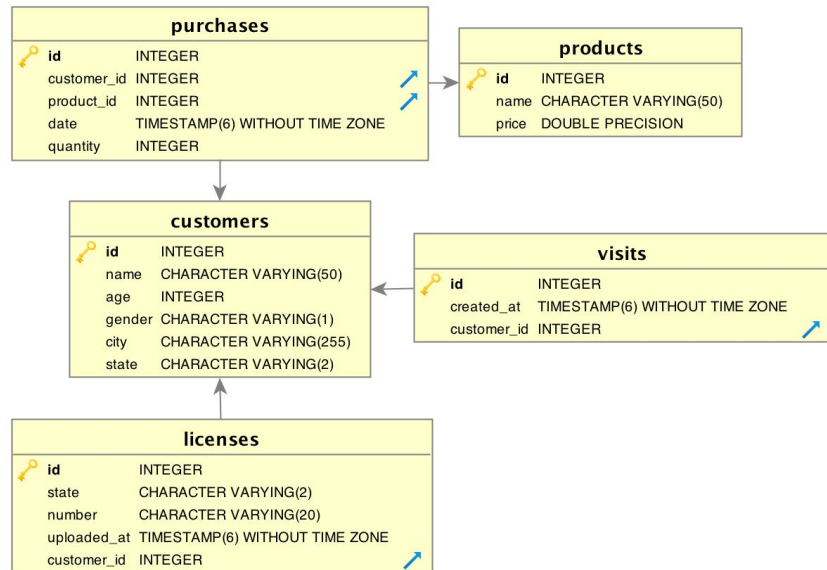 purchases
id INTEGER
customer_id INTEGER
product_id INTEGER
date TIMESTAMP(6) WITHOUT TIME ZONE
quantity INTEGER
products
id INTEGER
name CHARACTER VARYING(50)
price DOUBLE PRECISION
customers
id INTEGER
name CHARACTER VARYING(50)
age INTEGER
gender CHARACTER VARYING(1)
city CHARACTER VARYING(255)
state CHARACTER VARYING(2)
visits
id INTEGER
created_at TIMESTAMP(6) WITHOUT TIME ZONE
customer_id INTEGER
licenses
id INTEGER
state CHARACTER VARYING(2)
number CHARACTER VARYING(20)
uploaded_at TIMESTAMP(6) WITHOUT TIME ZONE
customer_id INTEGER